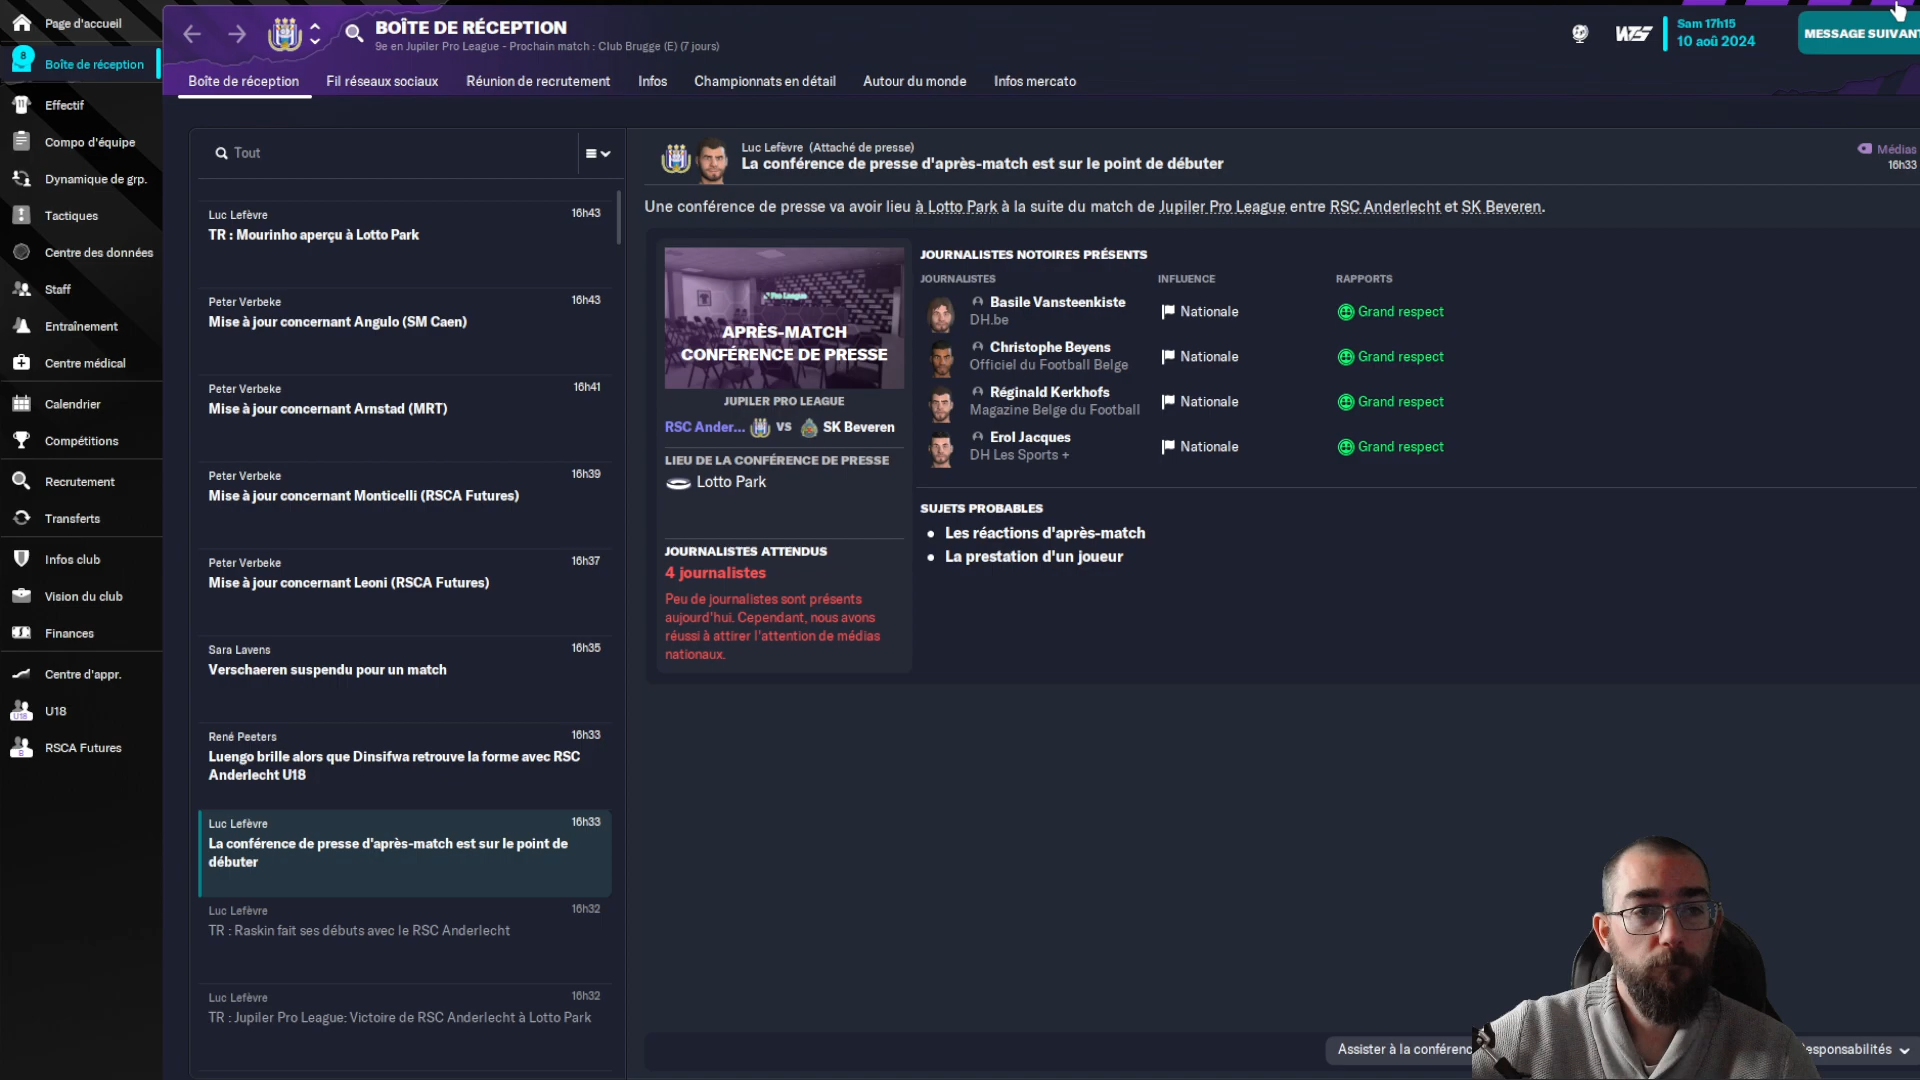 Page d'accueil
8
Boîte de réception
Effectif
Compo d'équipe
Dynamique de grp.
Tactiques
Centre des données
Staff
Entraînement
Centre médical
Calendrier
Compétitions
Recrutement
Transferts
Infos club
Vision du club
Finances
Centre d'appr.
U18
U18
B
RSCA Futures
BOÎTE DE RÉCEPTION
9e en Jupiler Pro League - Prochain match : Club Brugge (E) (7 jours)
Sam 17h15
10 aoû 2024
MESSAGE SUIVANT
Boîte de réception
Fil réseaux sociaux
Réunion de recrutement
Infos
Championnats en détail
Autour du monde
Infos mercato
Tout
Luc Lefèvre 16h43
TR : Mourinho aperçu à Lotto Park
Peter Verbeke 16h43
Mise à jour concernant Angulo (SM Caen)
Peter Verbeke 16h41
Mise à jour concernant Arnstad (MRT)
Peter Verbeke 16h39
Mise à jour concernant Monticelli (RSCA Futures)
Peter Verbeke 16h37
Mise à jour concernant Leoni (RSCA Futures)
Sara Lavens 16h35
Verschaeren suspendu pour un match
René Peeters 16h33
Luengo brille alors que Dinsifwa retrouve la forme avec RSC
Anderlecht U18
Luc Lefèvre 16h33
La conférence de presse d'après-match est sur le point de
débuter
Luc Lefèvre 16h32
TR : Raskin fait ses débuts avec le RSC Anderlecht
Luc Lefèvre 16h32
TR : Jupiler Pro League: Victoire de RSC Anderlecht à Lotto Park
Luc Lefèvre (Attaché de presse)
La conférence de presse d'après-match est sur le point de débuter
Médias
16h33
Une conférence de presse va avoir lieu à Lotto Park à la suite du match de Jupiler Pro League entre RSC Anderlecht et SK Beveren.
Pro League
APRÈS-MATCH
CONFÉRENCE DE PRESSE
JUPILER PRO LEAGUE
RSC Ander... VS SK Beveren
LIEU DE LA CONFÉRENCE DE PRESSE
Lotto Park
JOURNALISTES ATTENDUS
4 journalistes
Peu de journalistes sont présents
aujourd'hui. Cependant, nous avons
réussi à attirer l'attention de médias
nationaux.
JOURNALISTES NOTOIRES PRÉSENTS
JOURNALISTES INFLUENCE RAPPORTS
Basile Vansteenkiste
DH.be
Nationale Grand respect
Christophe Beyens
Officiel du Football Belge
Nationale Grand respect
Réginald Kerkhofs
Magazine Belge du Football
Nationale Grand respect
Erol Jacques
DH Les Sports +
Nationale Grand respect
SUJETS PROBABLES
• Les réactions d'après-match
• La prestation d'un joueur
Assister à la conférenc
esponsabilités